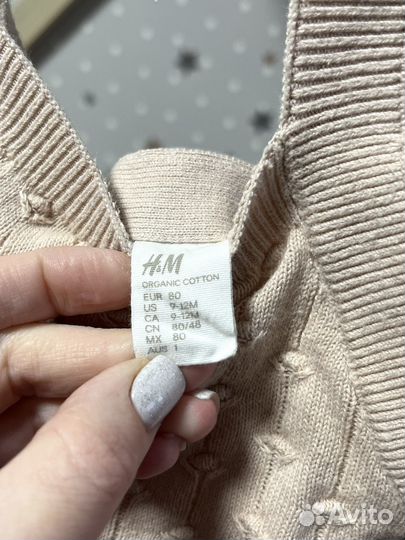 H&M
ORGANIC COTTON
EUR 80
US 9-12M
CA 9-12M
CN 80/48
MX 80
AUS 1
Avito